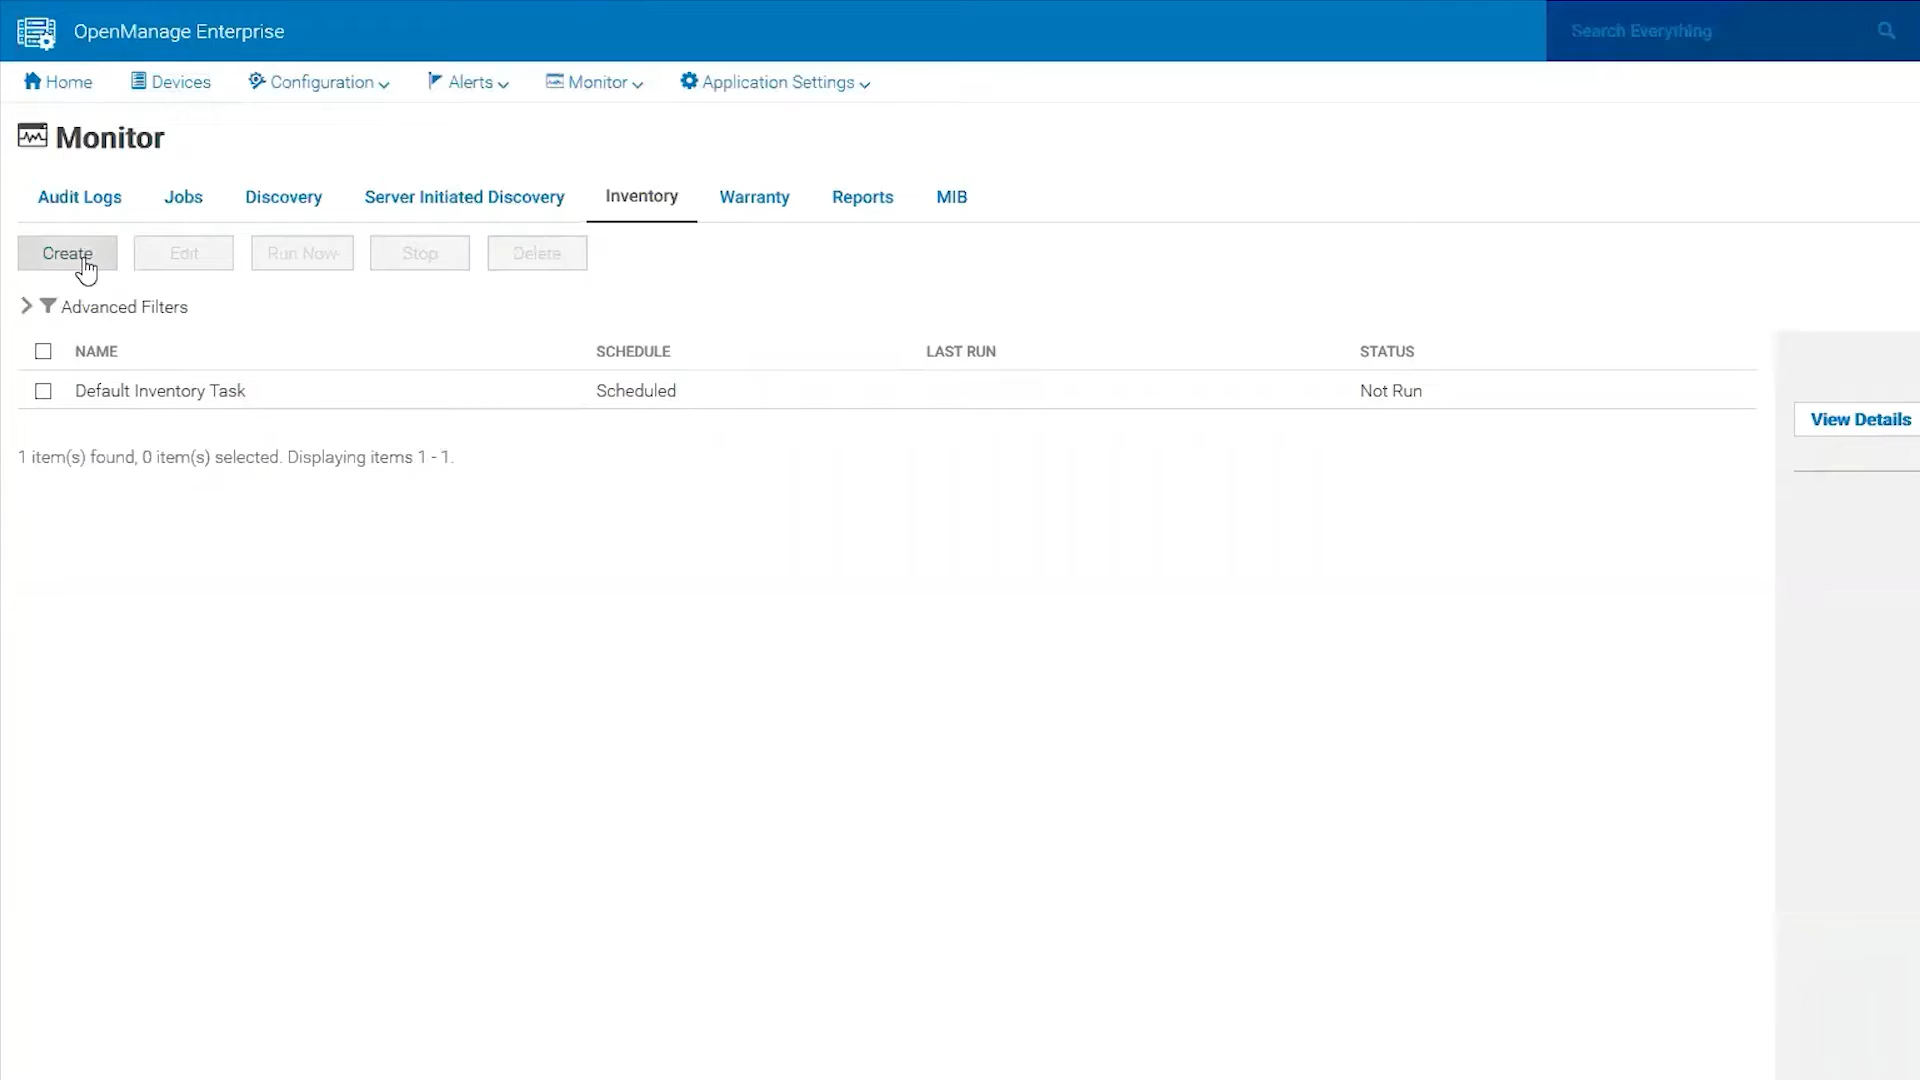 OpenManage Enterprise
Search Everything
Home Devices Configuration Alerts Monitor Application Settings
Monitor
Audit Logs Jobs Discovery Server Initiated Discovery Inventory Warranty Reports MIB
Create Edit Run Now Stop Delete
Advanced Filters
NAME SCHEDULE LAST RUN STATUS
Default Inventory Task Scheduled Not Run
View Details
1 item(s) found, 0 item(s) selected. Displaying items 1 - 1.